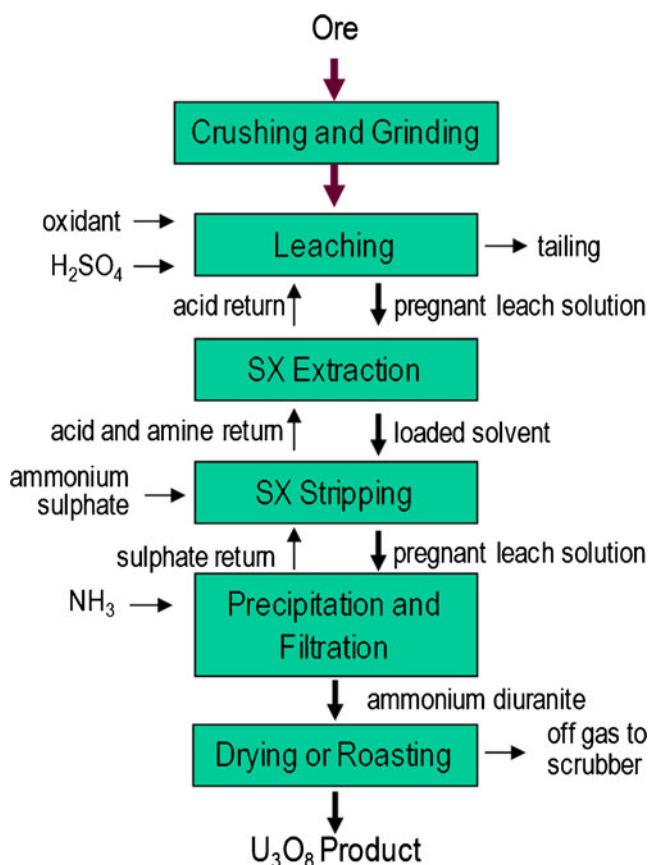 Ore
Crushing and Grinding
oxidant
Leaching
tailing
H₂SO₄
acid return
pregnant leach solution
SX Extraction
acid and amine return
loaded solvent
ammonium
sulphate
SX Stripping
sulphate return
pregnant leach solution
NH₃
Precipitation and
Filtration
ammonium diuranite
Drying or Roasting
off gas to
scrubber
U₃O₈ Product